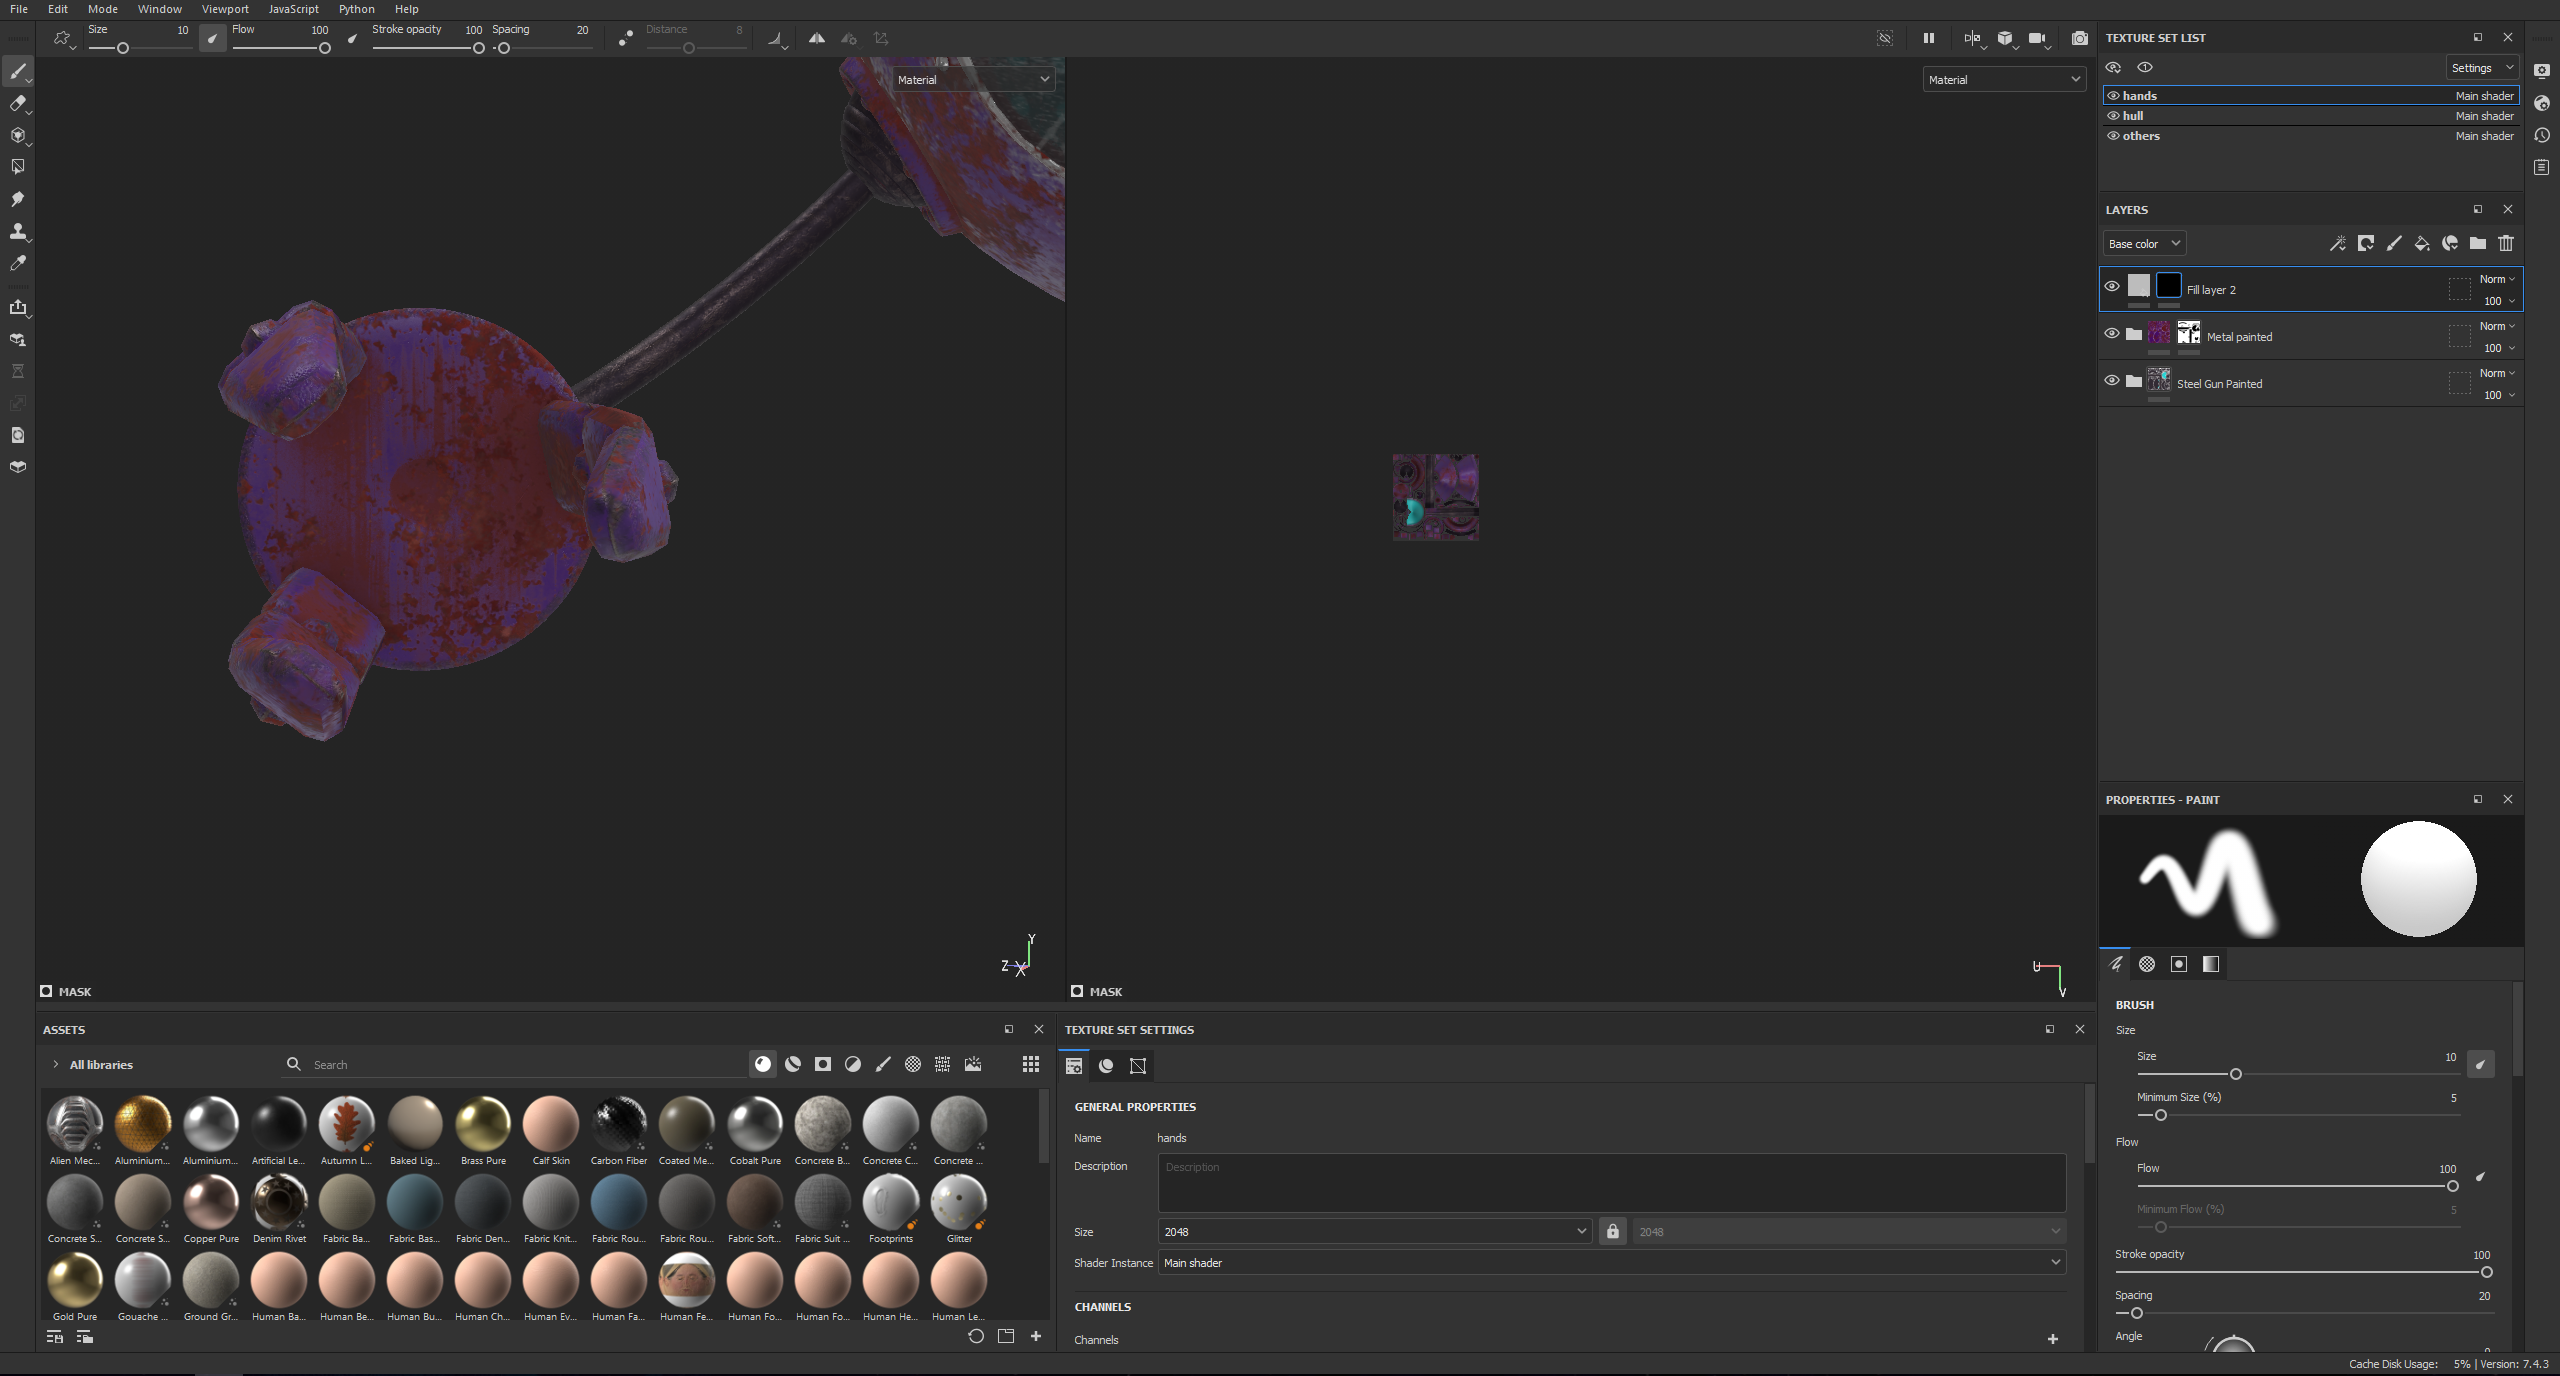 File Edit Mode Window Viewport JavaScript Python Help
Size 10 Flow 100 Stroke opacity 100 Spacing 20 Distance 8
Material
Material
TEXTURE SET LIST
Settings
hands Main shader
hull Main shader
others Main shader
LAYERS
Base color
Fill layer 2 Norm 100
Metal painted Norm 100
Steel Gun Painted Norm 100
Y
Z X
U
V
MASK
MASK
PROPERTIES - PAINT
BRUSH
Size
Size 10
Minimum Size (%) 5
Flow
Flow 100
Minimum Flow (%) 5
Stroke opacity 100
Spacing 20
Angle 0
ASSETS
All libraries Search
Alien Mec... Aluminium... Aluminium... Artificial Le... Autumn L... Baked Lig... Brass Pure Calf Skin Carbon Fiber Coated Me... Cobalt Pure Concrete B... Concrete C... Concrete ...
Concrete S... Concrete S... Copper Pure Denim Rivet Fabric Ba... Fabric Bas... Fabric Den... Fabric Knit... Fabric Rou... Fabric Rou... Fabric Soft... Fabric Suit ... Footprints Glitter
Gold Pure Gouache ... Ground Gr... Human Ba... Human Be... Human Bu... Human Ch... Human Ev... Human Fa... Human Fe... Human Fo... Human Fo... Human He... Human Le...
TEXTURE SET SETTINGS
GENERAL PROPERTIES
Name hands
Description Description
Size 2048 2048
Shader Instance Main shader
CHANNELS
Channels
Cache Disk Usage: 5% | Version: 7.4.3